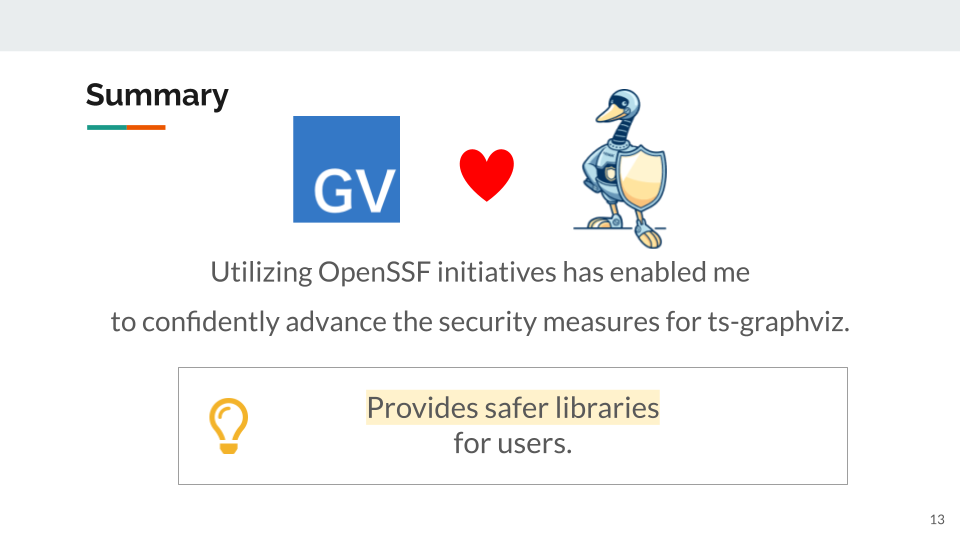 Summary
GV
Utilizing OpenSSF initiatives has enabled me
to confidently advance the security measures for ts-graphviz.
Provides safer libraries
for users.
13